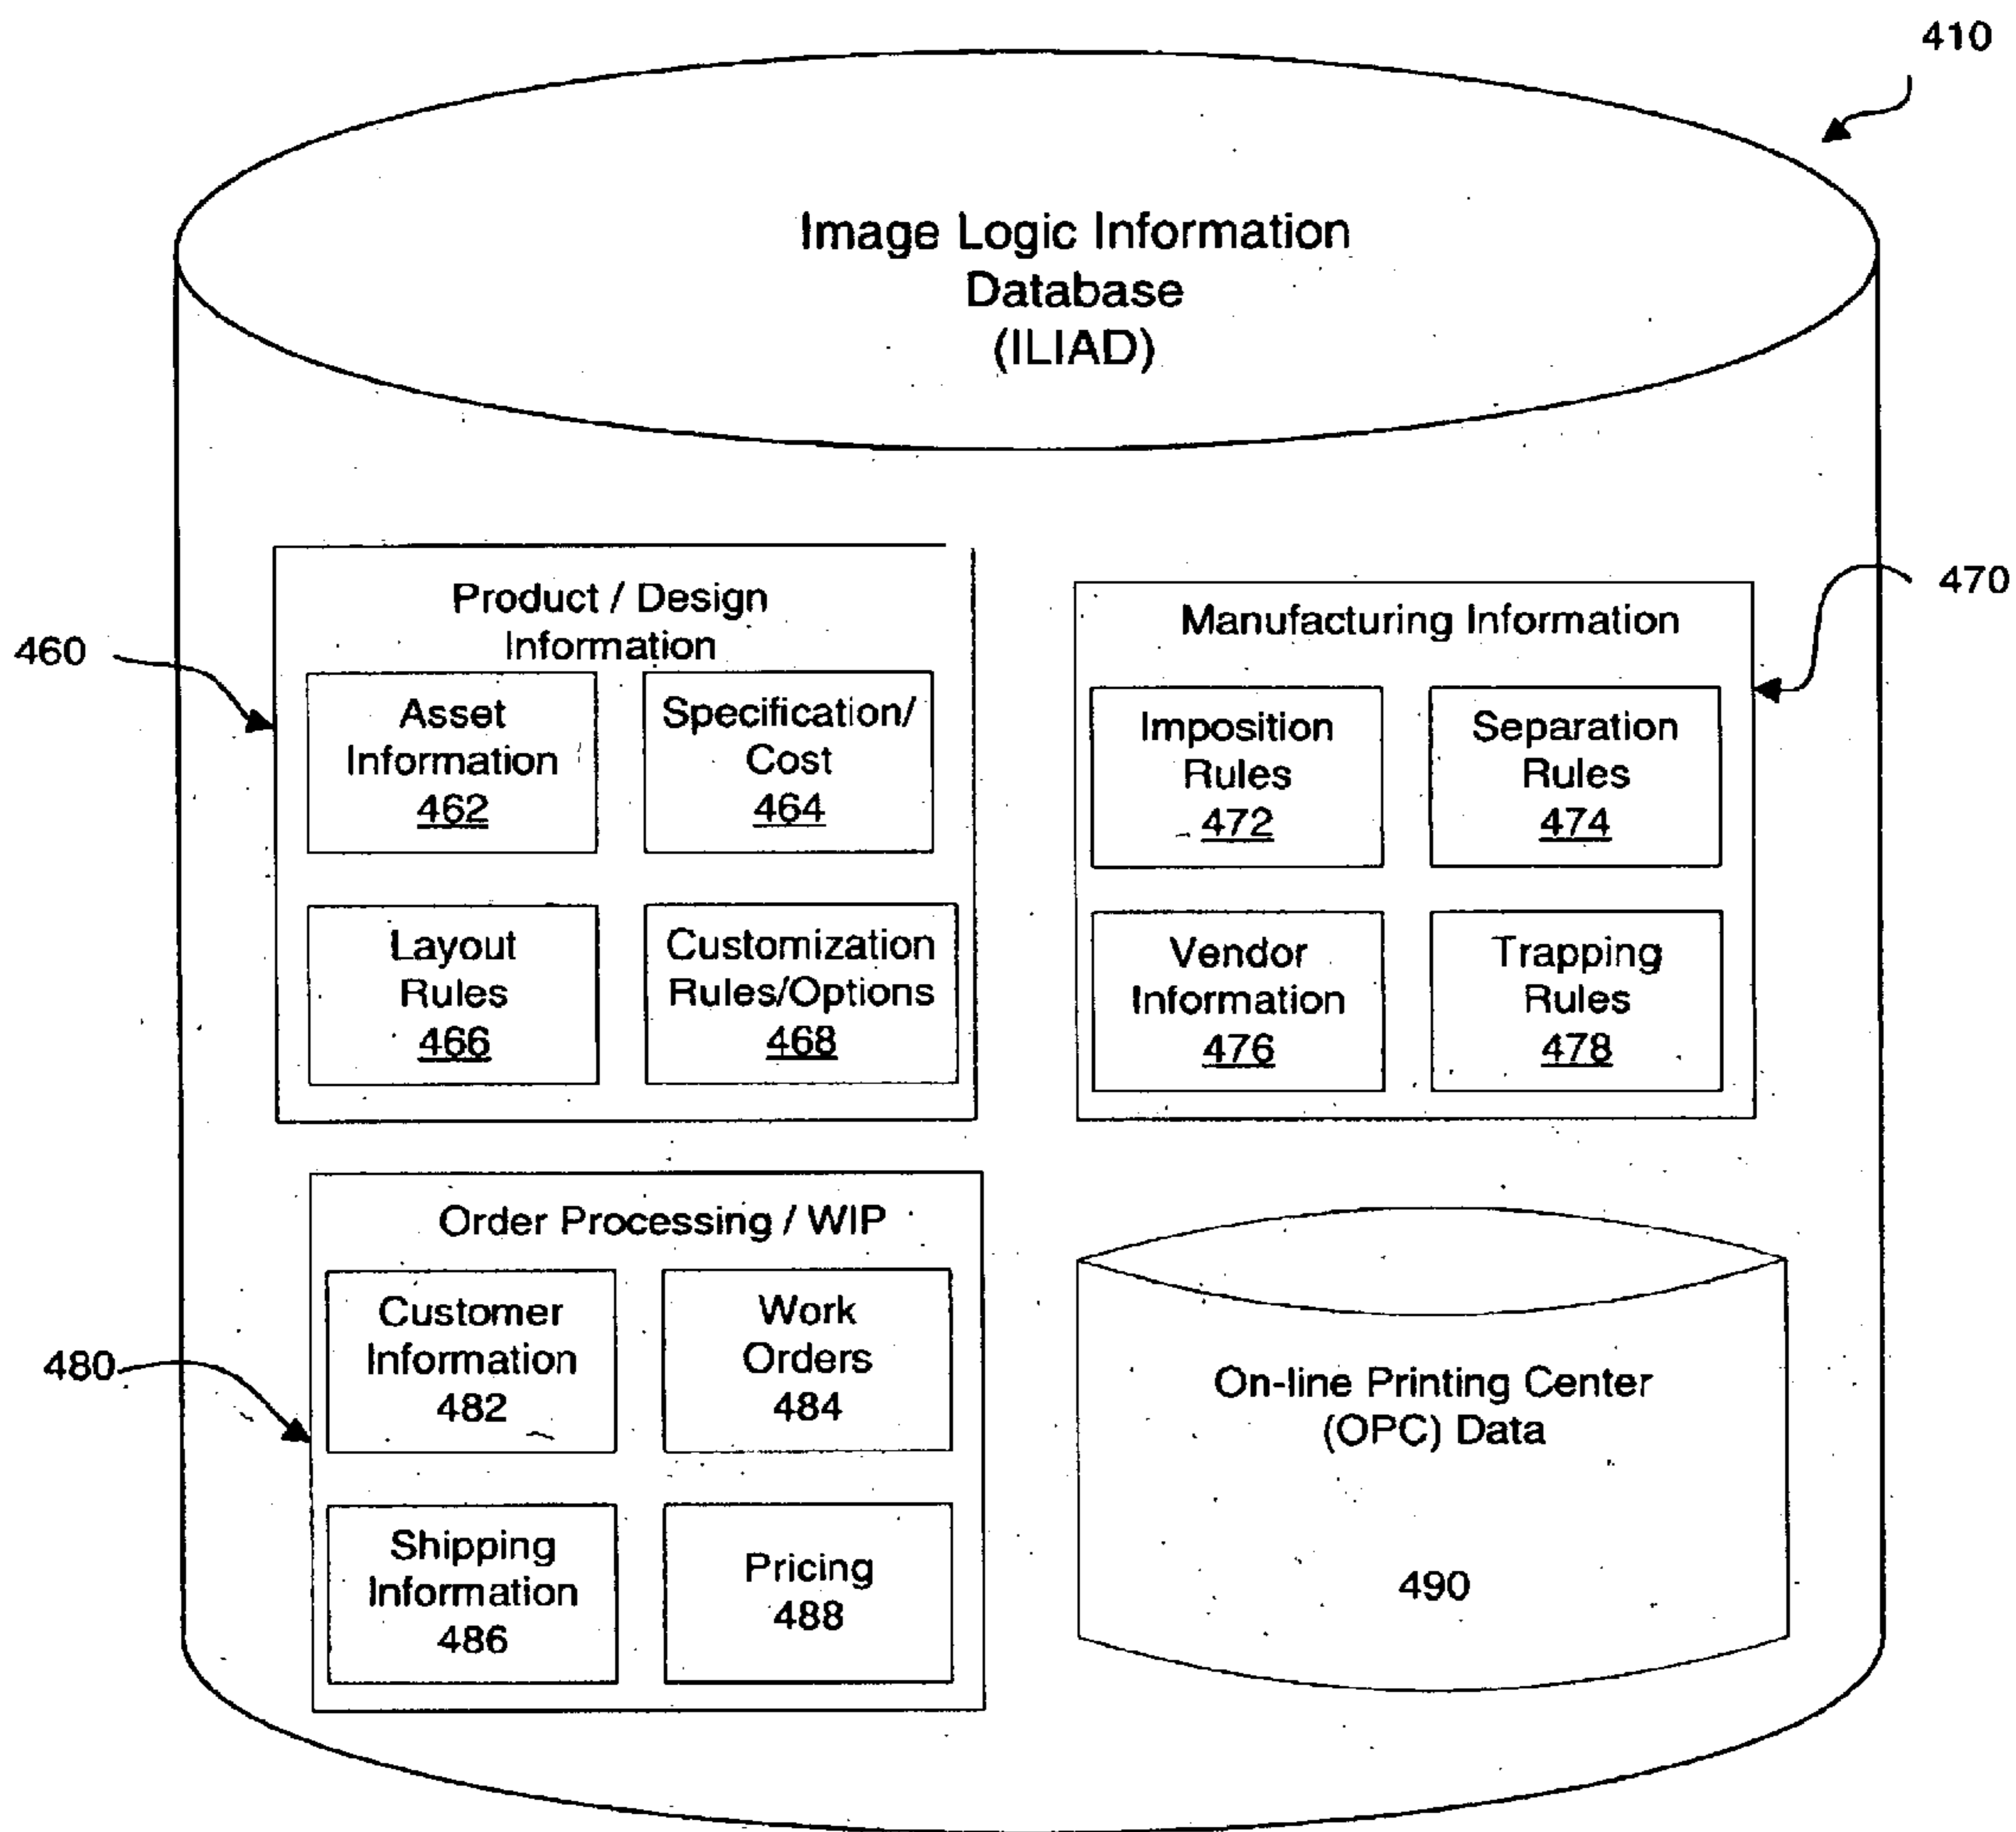 410
Image Logic Information
Database
(ILIAD)
460
Product / Design
Information
Asset
Information
462
Specification/
Cost
464
Layout
Rules
466
Customization
Rules/Options
468
470
Manufacturing Information
Imposition
Rules
472
Separation
Rules
474
Vendor
Information
476
Trapping
Rules
478
480
Order Processing / WIP
Customer
Information
482
Work
Orders
484
Shipping
Information
486
Pricing
488
On-line Printing Center
(OPC) Data
490